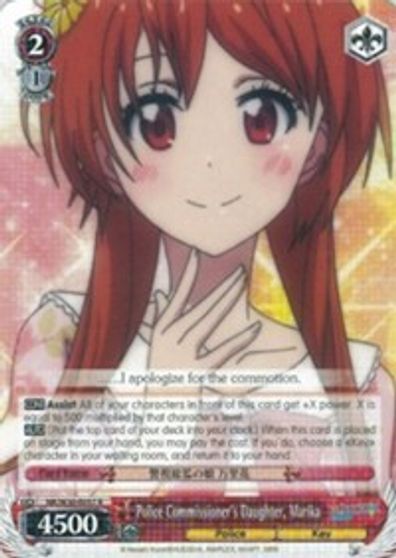 2
1
......I apologize for the commotion.
CONT Assist All of your characters in front of this card get +X power. X is
equal to 500 multiplied by that character's level.
AUTO [Put the top card of your deck into your clock] When this card is placed
on stage from your hand, you may pay the cost. If you do, choose a «Key»
character in your waiting room, and return it to your hand.
警視総監の娘 万里花
4500
Police Commissioner's Daughter, Marika
Police
Key